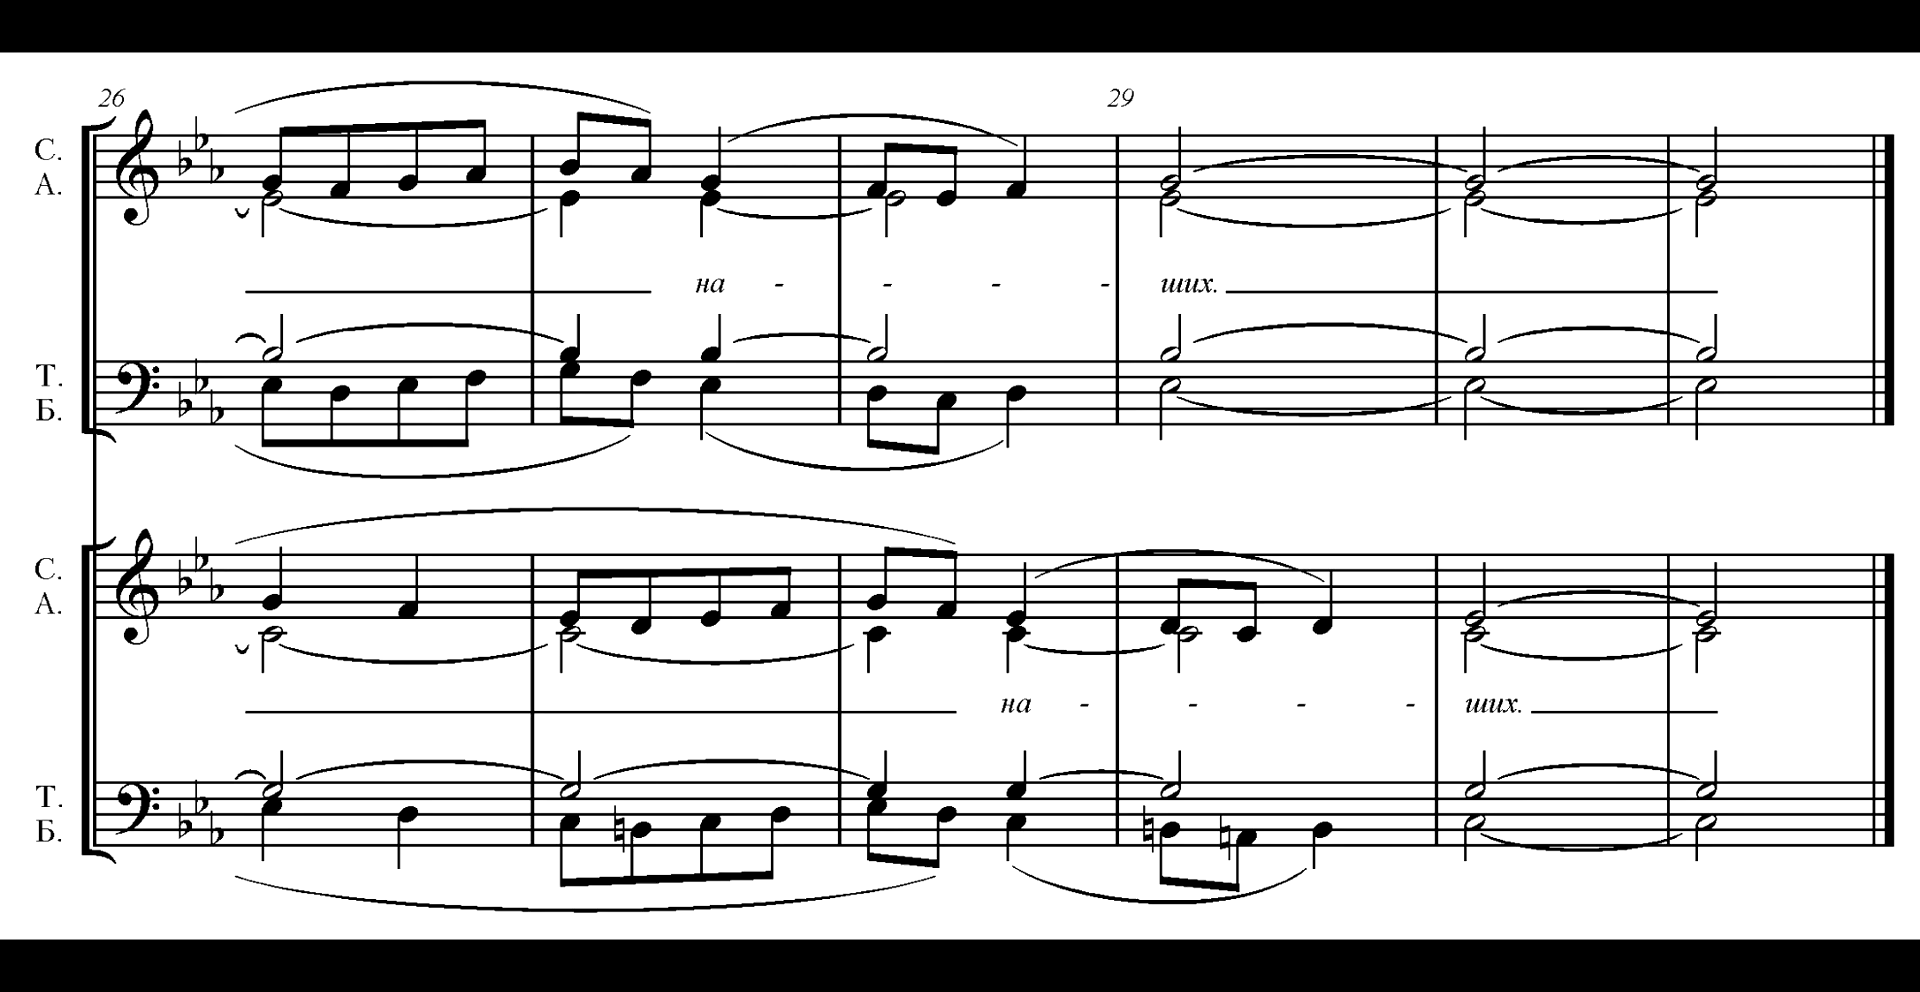 26 29
С.
А.
на - - - - ших.
Т.
Б.
С.
А.
на - - - - ших.
Т.
Б.